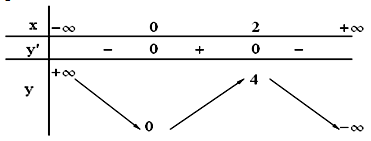 x −∞ 0 2 +∞
y' − 0 + 0 −
+∞ 4
y
0 −∞